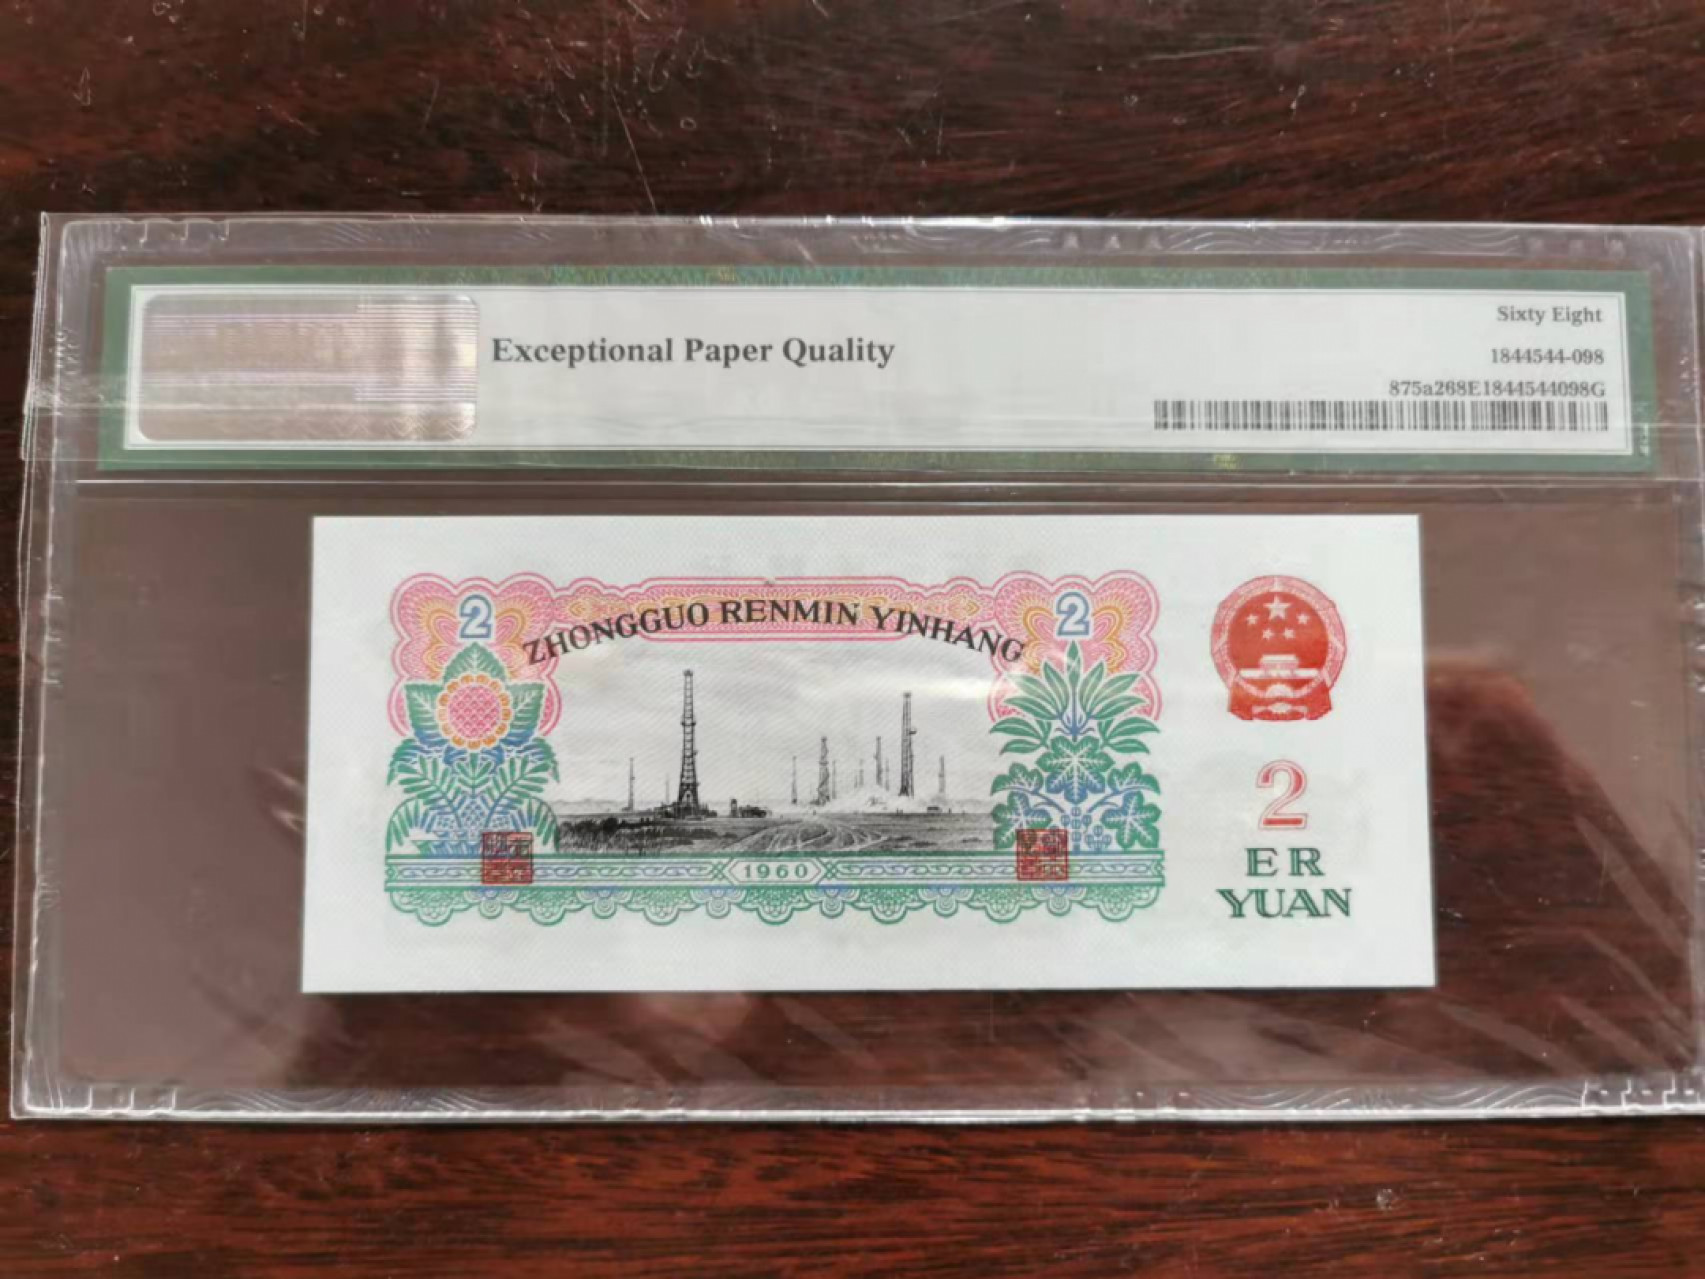 Sixty Eight
Exceptional Paper Quality
1844544-098
875a268E1844544098G
2
2
ZHONGGUO RENMIN YINHANG
2
1960
ER
YUAN